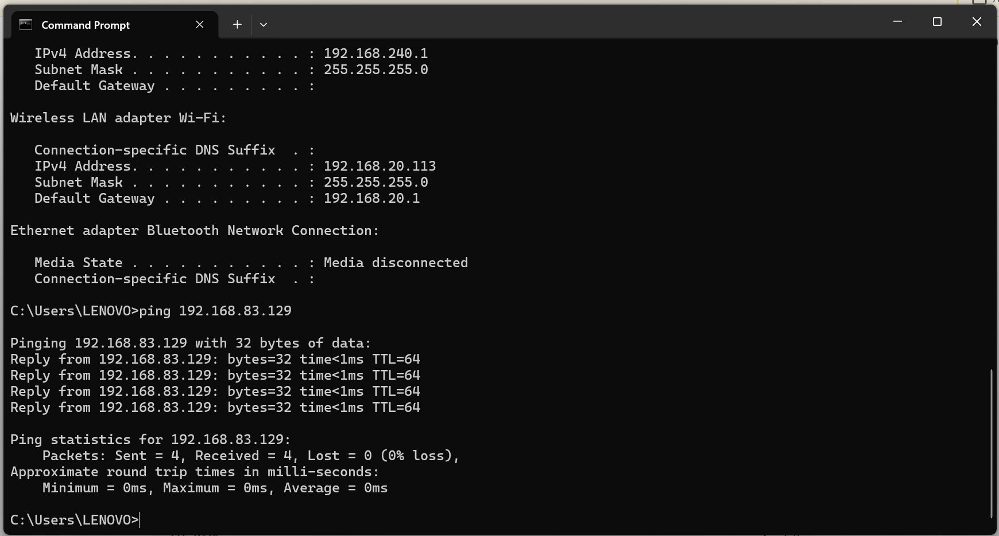 Command Prompt
IPv4 Address. . . . . . . . . . . : 192.168.240.1
Subnet Mask . . . . . . . . . . . : 255.255.255.0
Default Gateway . . . . . . . . . :
Wireless LAN adapter Wi-Fi:
Connection-specific DNS Suffix  . :
IPv4 Address. . . . . . . . . . . : 192.168.20.113
Subnet Mask . . . . . . . . . . . : 255.255.255.0
Default Gateway . . . . . . . . . : 192.168.20.1
Ethernet adapter Bluetooth Network Connection:
Media State . . . . . . . . . . . : Media disconnected
Connection-specific DNS Suffix  . :
C:\Users\LENOVO>ping 192.168.83.129
Pinging 192.168.83.129 with 32 bytes of data:
Reply from 192.168.83.129: bytes=32 time<1ms TTL=64
Reply from 192.168.83.129: bytes=32 time<1ms TTL=64
Reply from 192.168.83.129: bytes=32 time<1ms TTL=64
Reply from 192.168.83.129: bytes=32 time<1ms TTL=64
Ping statistics for 192.168.83.129:
Packets: Sent = 4, Received = 4, Lost = 0 (0% loss),
Approximate round trip times in milli-seconds:
Minimum = 0ms, Maximum = 0ms, Average = 0ms
C:\Users\LENOVO>